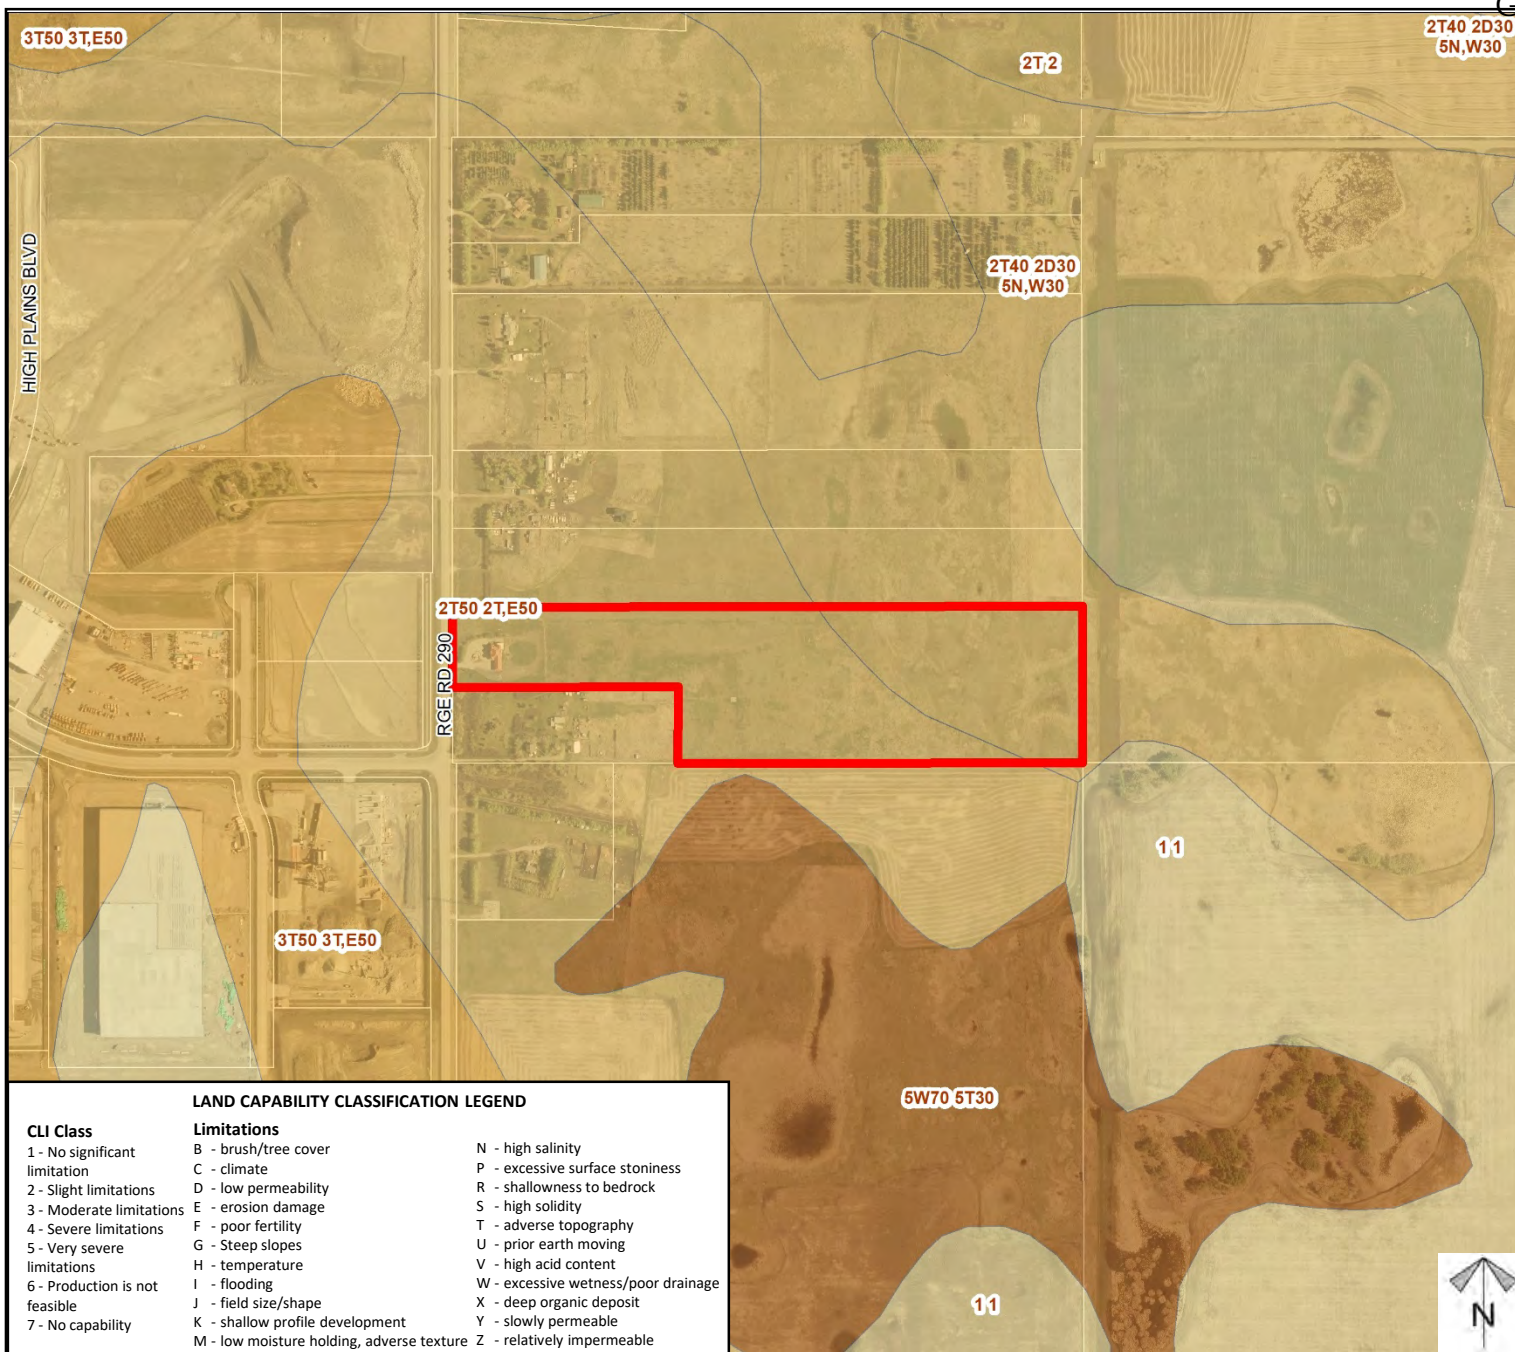 3T50 3T,E50
2T 2
2T40 2D30
5N,W30
HIGH PLAINS BLVD
2T40 2D30
5N,W30
2T50 2T,E50
RGE RD 290
11
3T50 3T,E50
5W70 5T30
11
LAND CAPABILITY CLASSIFICATION LEGEND
CLI Class
1 - No significant
limitation
2 - Slight limitations
3 - Moderate limitations
4 - Severe limitations
5 - Very severe
limitations
6 - Production is not
feasible
7 - No capability
Limitations
B - brush/tree cover
C - climate
D - low permeability
E - erosion damage
F - poor fertility
G - Steep slopes
H - temperature
I - flooding
J - field size/shape
K - shallow profile development
M - low moisture holding, adverse texture
N - high salinity
P - excessive surface stoniness
R - shallowness to bedrock
S - high solidity
T - adverse topography
U - prior earth moving
V - high acid content
W - excessive wetness/poor drainage
X - deep organic deposit
Y - slowly permeable
Z - relatively impermeable
N